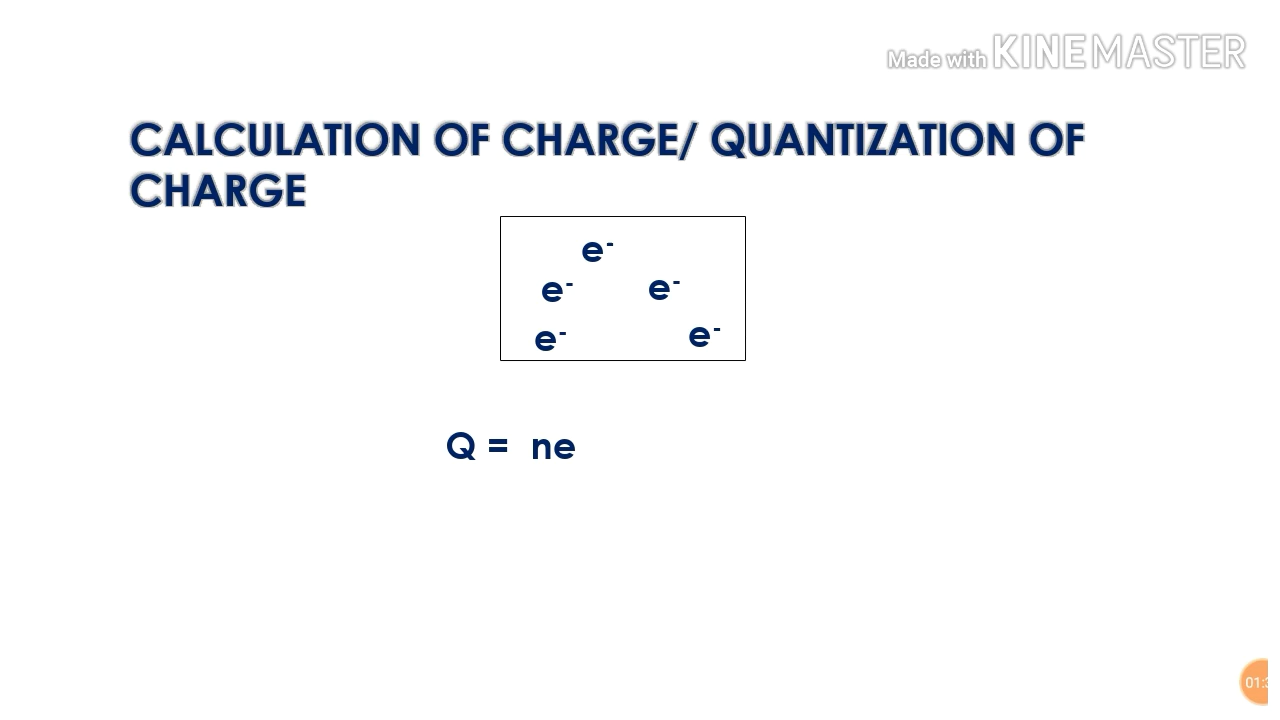 Made with KINEMASTER
CALCULATION OF CHARGE/ QUANTIZATION OF
CHARGE
e-
e- e-
e- e-
Q = ne